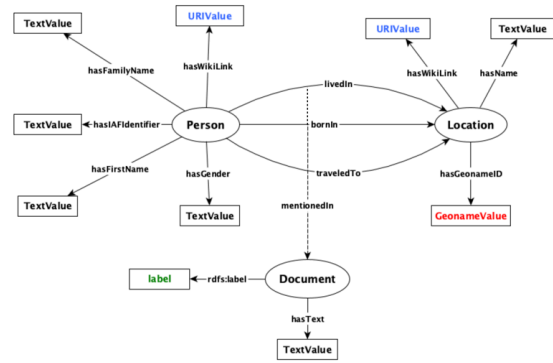 TextValue
URIValue
URIValue
TextValue
hasFamilyName
hasWikiLink
hasWikiLink
hasName
livedIn
TextValue
hasIAFIdentifier
Person
bornIn
Location
hasFirstName
hasGender
traveledTo
hasGeonameID
TextValue
TextValue
mentionedIn
GeonameValue
label
rdfs:label
Document
hasText
TextValue